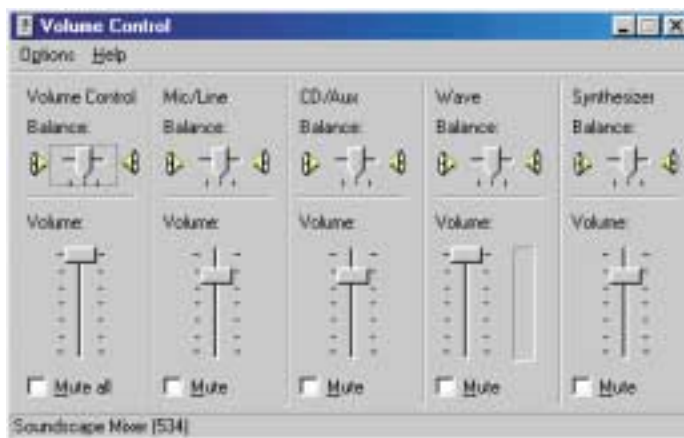 Volume Control
Options Help
Volume Control Mic/Line CD/Aux Wave Synthesizer
Balance: Balance: Balance: Balance: Balance:
Volume: Volume: Volume: Volume: Volume:
Mute all Mute Mute Mute Mute
Soundscape Mixer (534)